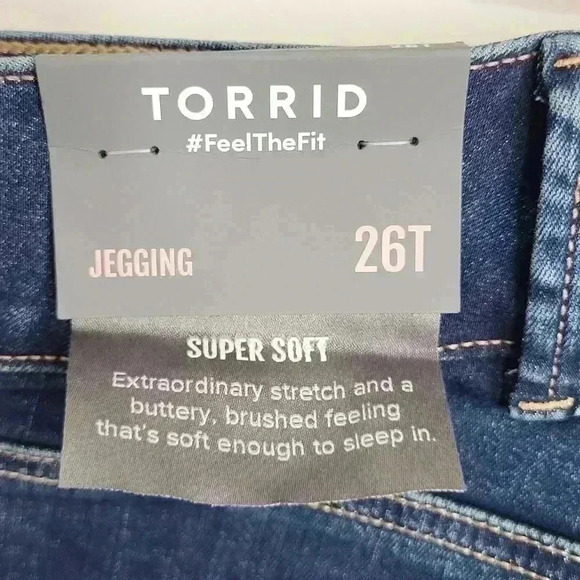 TORRID
#FeelTheFit
JEGGING 26T
SUPER SOFT
Extraordinary stretch and a
buttery, brushed feeling
that's soft enough to sleep in.